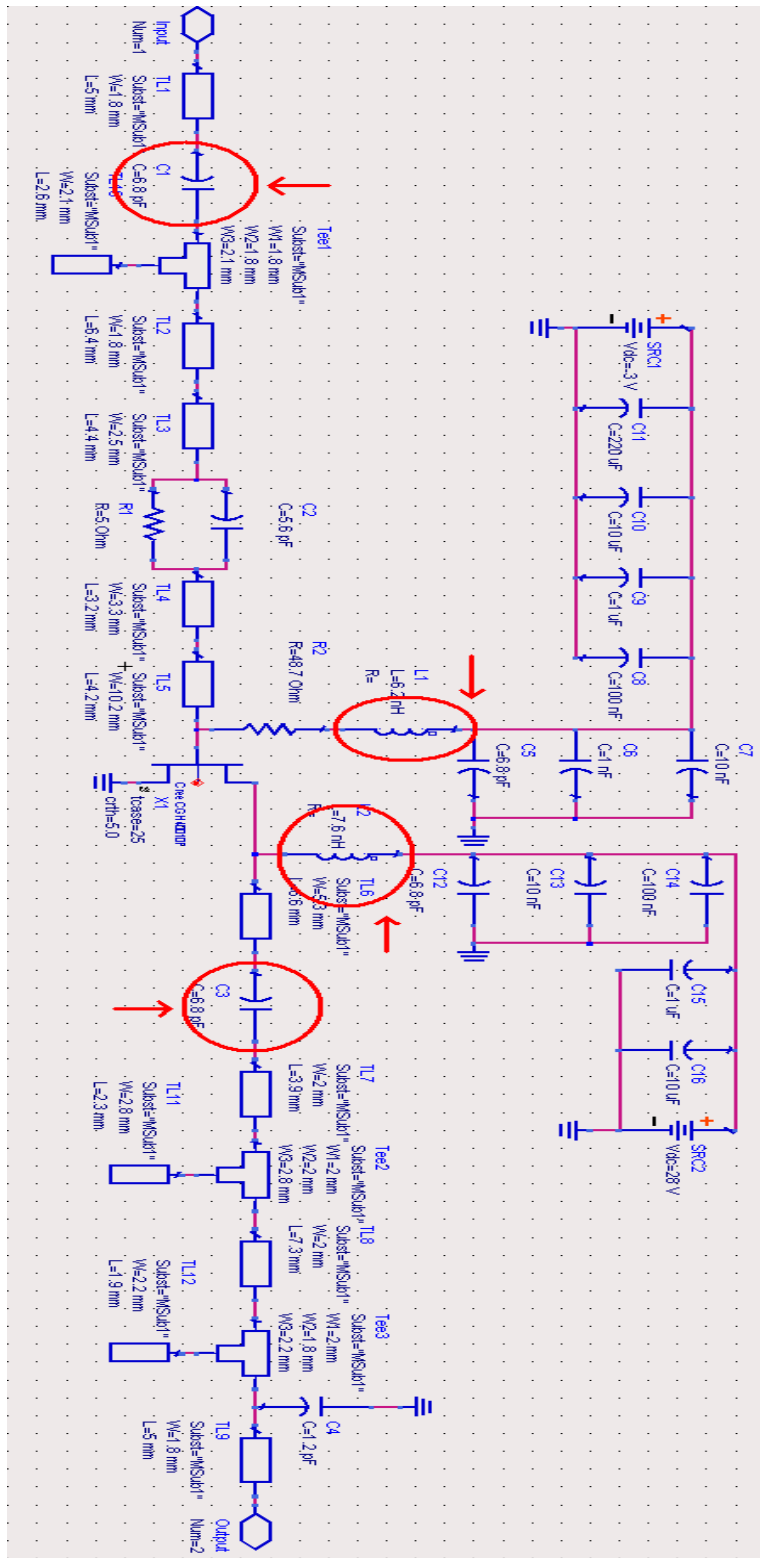 Input
Num=1
TL1
Subst="MSub1"
W=1.8 mm
L=5 mm
C1
C=6.8 pF
Subst="MSub1"
W=2.1 mm
L=2.6 mm
Tee1
Subst="MSub1"
W1=1.8 mm
W2=1.8 mm
W3=2.1 mm
TL2
Subst="MSub1"
W=1.8 mm
L=6.4 mm
TL3
Subst="MSub1"
W=2.5 mm
L=4.4 mm
C2
C=5.6 pF
R1
R=5 Ohm
TL4
Subst="MSub1"
W=3.3 mm
L=3.2 mm
TL5
Subst="MSub1"
W=10.2 mm
L=4.2 mm
R2
R=48.7 Ohm
L1
L=6.2 nH
R=
SRC1
Vdc=-3 V
+
-
C11
C=220 uF
C10
C=10 uF
C9
C=1 uF
C8
C=100 nF
C5
C=6.8 pF
C6
C=1 nF
C7
C=10 nF
X1
tcase=25
crth=5.0
L2
=7.6 nH
R=
TL6
Subst="MSub1"
C12
C=6.8 pF
C13
C=10 nF
C14
C=100 nF
C15
C=1 uF
C16
C=10 uF
SRC2
Vdc=28 V
+
-
C3
C=6.8 pF
TL7
Subst="MSub1"
W=2 mm
L=3.9 mm
TL11
Subst="MSub1"
W=2.8 mm
L=2.3 mm
Tee2
Subst="MSub1"
W1=2 mm
W2=2 mm
W3=2.8 mm
TL8
Subst="MSub1"
W=2 mm
L=7.3 mm
TL12
Subst="MSub1"
W=2.2 mm
L=1.9 mm
Tee3
Subst="MSub1"
W1=2 mm
W2=1.8 mm
W3=2.2 mm
C4
C=1.2 pF
TL9
Subst="MSub1"
W=1.8 mm
L=5 mm
Output
Num=2